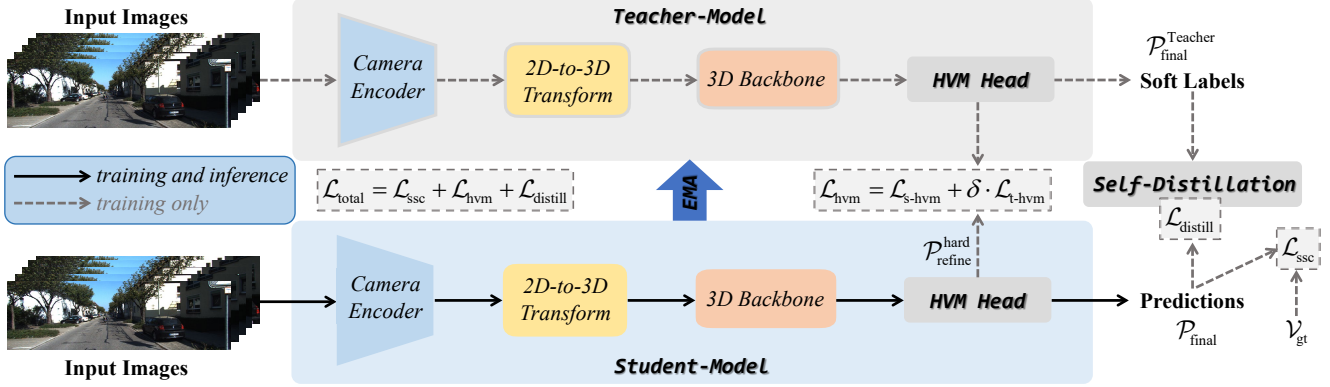 Input Images
Teacher-Model
Camera
Encoder
2D-to-3D
Transform
3D Backbone
HVM Head
𝒫_final^Teacher
Soft Labels
training and inference
training only
ℒ_total = ℒ_ssc + ℒ_hvm + ℒ_distill
EMA
ℒ_hvm = ℒ_s-hvm + δ · ℒ_t-hvm
Self-Distillation
ℒ_distill
ℒ_ssc
𝒫_refine^hard
Camera
Encoder
2D-to-3D
Transform
3D Backbone
HVM Head
Predictions
𝒫_final
𝒱_gt
Input Images
Student-Model